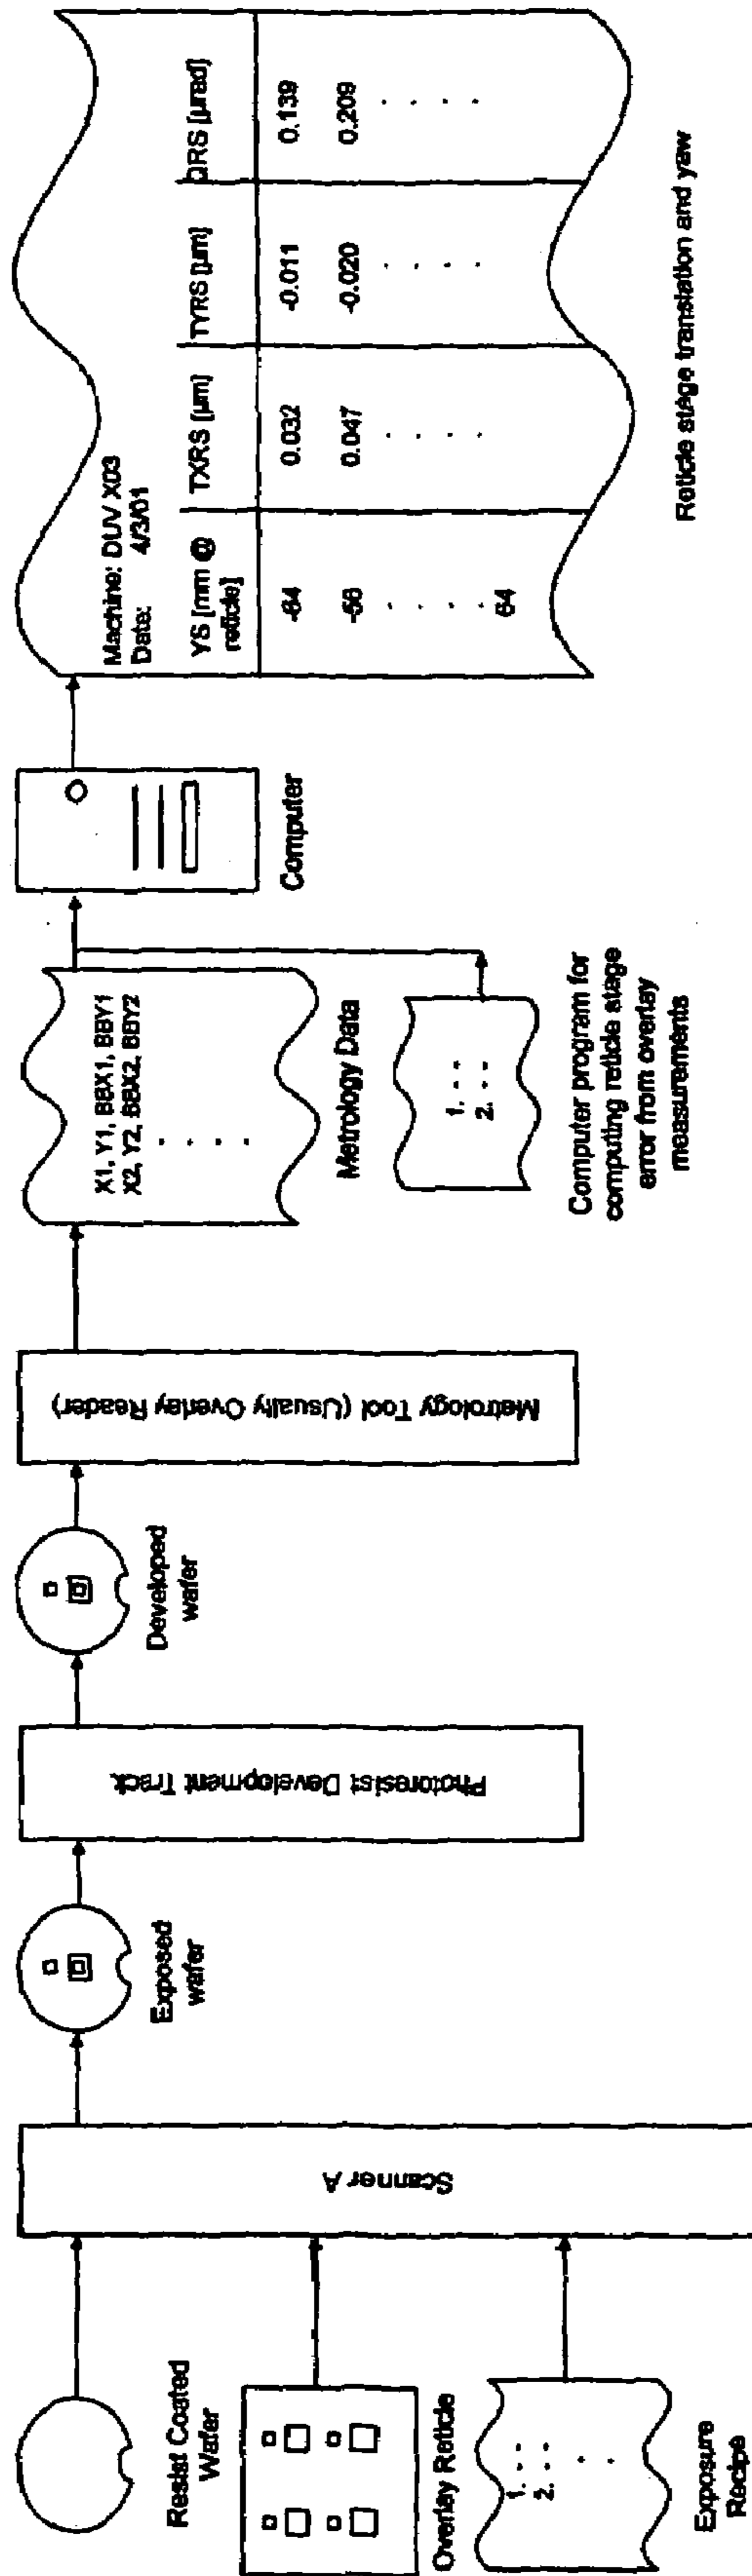 Resist Coated
Wafer
Overlay Reticle
Exposure
Recipe
1. - -
2. - -
Scanner A
Exposed
wafer
Photoresist Development Track
Developed
wafer
Metrology Tool (Usually Overlay Reader)
X1, Y1, BBX1, BBY1
X2, Y2, BBX2, BBY2
Metrology Data
1. - -
2. - -
Computer program for
computing reticle stage
error from overlay
measurements
Computer
Machine: DUV X03
Date: 4/3/01
YS [mm @ reticle] TXRS [µm] TYRS [µm] QRS [µrad]
-64 0.032 -0.011 0.139
-56 0.047 -0.020 0.209
64
Reticle stage translation and yaw